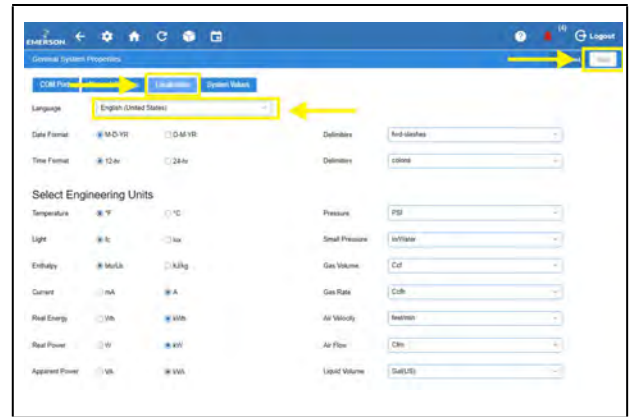 EMERSON
(4)
Logout
General System Properties
COM Ports
Localization
System Values
Language
English (United States)
Date Format
M-D-YR
D-M-YR
Delimiters
fwd-slashes
Time Format
12-hr
24-hr
Delimiters
colons
Select Engineering Units
Temperature
°F
°C
Pressure
PSI
Light
fc
lux
Small Pressure
InWater
Enthalpy
btu/Lb
kJ/kg
Gas Volume
Ccf
Current
mA
A
Gas Rate
Ccfh
Real Energy
Wh
kWh
Air Velocity
feet/min
Real Power
W
kW
Air Flow
Cfm
Apparent Power
VA
kVA
Liquid Volume
Gal(US)